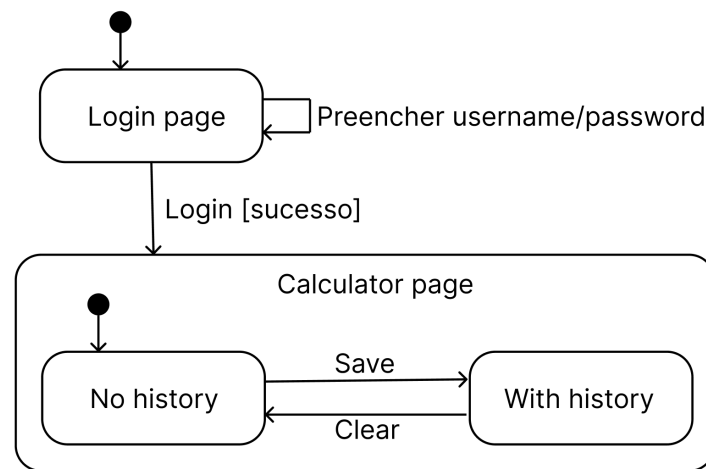 Login page
Preencher username/password
Login [sucesso]
Calculator page
Save
No history
With history
Clear